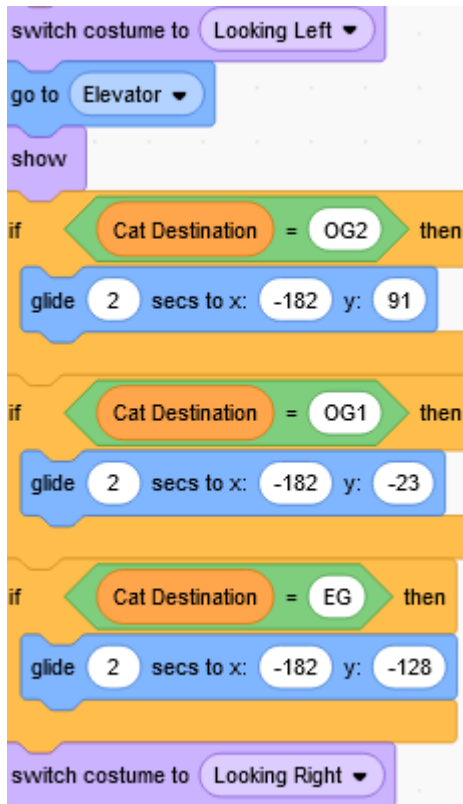 switch costume to Looking Left
go to Elevator
show
if Cat Destination = OG2 then
glide 2 secs to x: -182 y: 91
if Cat Destination = OG1 then
glide 2 secs to x: -182 y: -23
if Cat Destination = EG then
glide 2 secs to x: -182 y: -128
switch costume to Looking Right